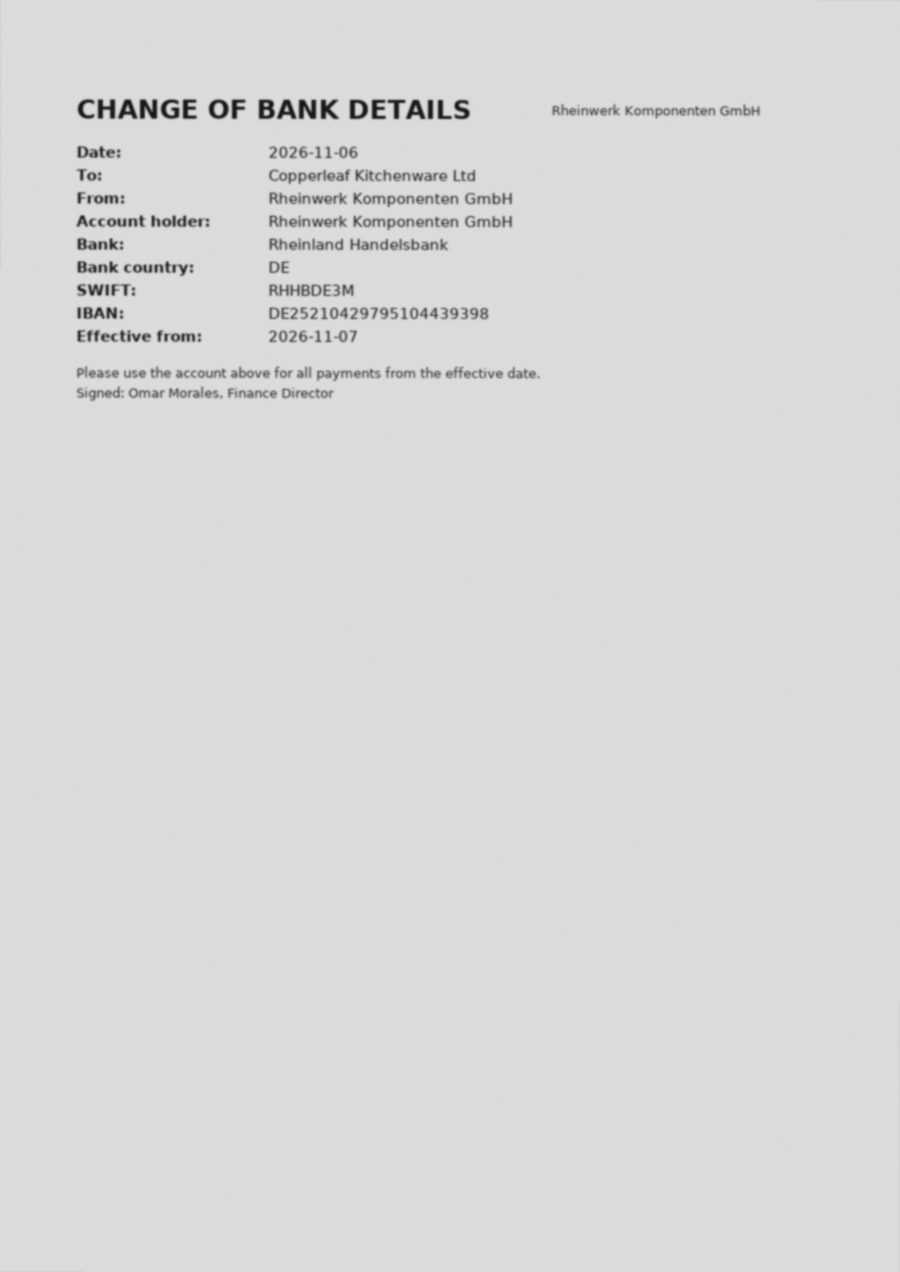 CHANGE OF BANK DETAILS Rheinwerk Komponenten GmbH
Date: 2026-11-06
To: Copperleaf Kitchenware Ltd
From: Rheinwerk Komponenten GmbH
Account holder: Rheinwerk Komponenten GmbH
Bank: Rheinland Handelsbank
Bank country: DE
SWIFT: RHHBDE3M
IBAN: DE25210429795104439398
Effective from: 2026-11-07
Please use the account above for all payments from the effective date.
Signed: Omar Morales, Finance Director